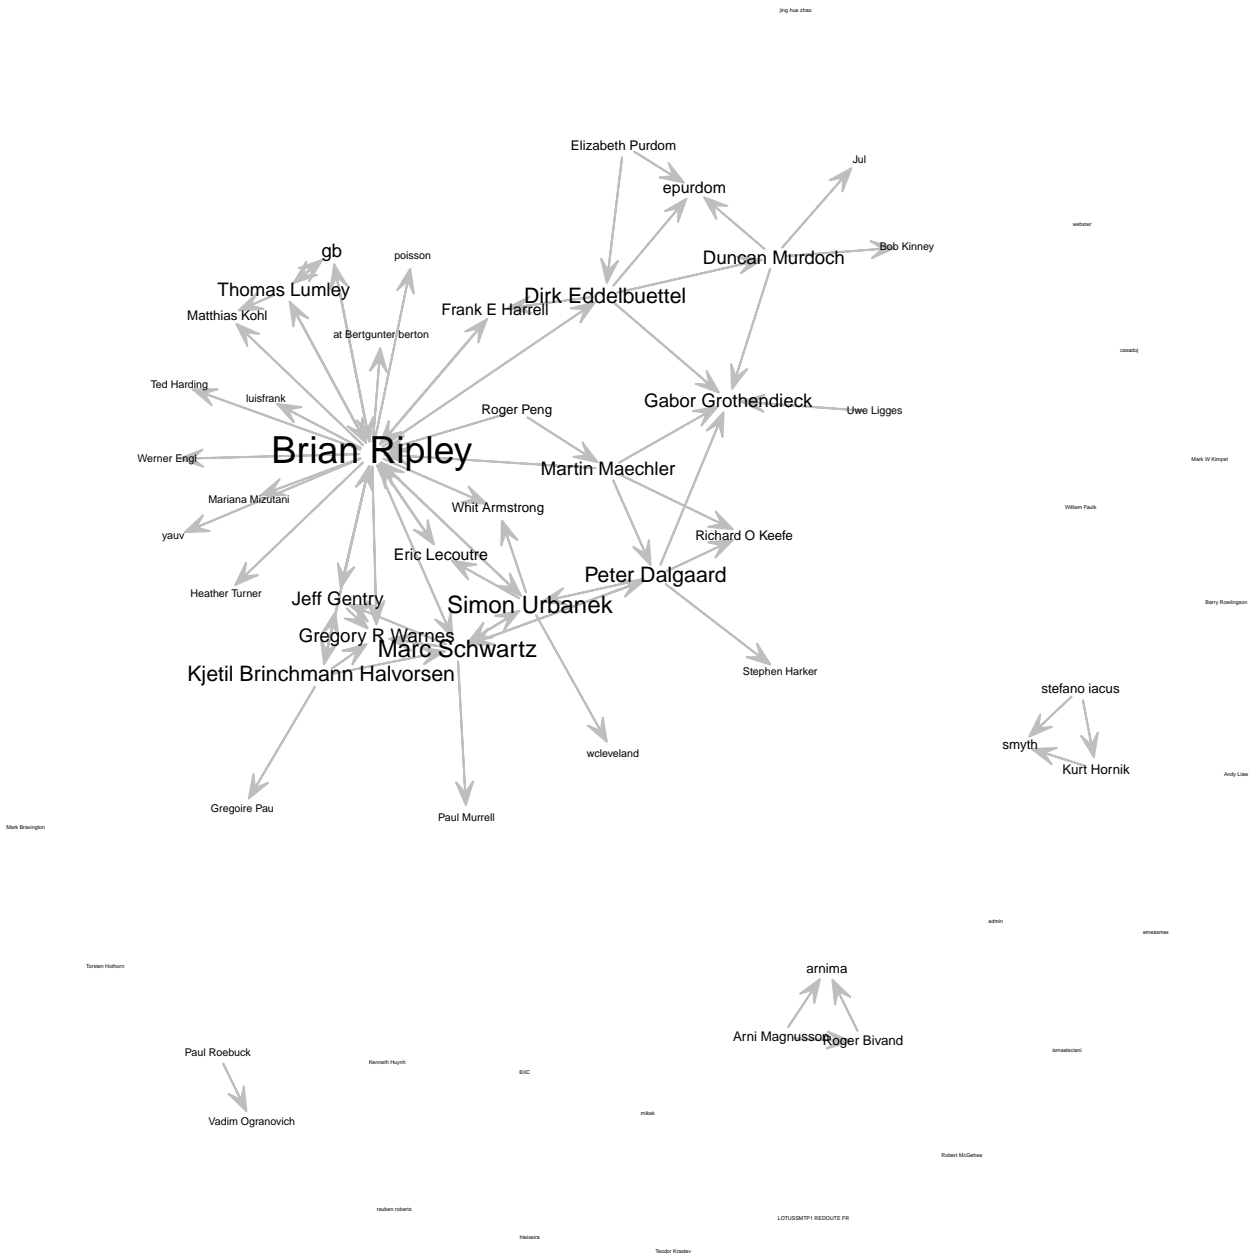 jing hua zhao
Elizabeth Purdom
Jul
epurdom
webster
gb
poisson
Bob Kinney
Duncan Murdoch
Thomas Lumley
Dirk Eddelbuettel
Frank E Harrell
Matthias Kohl
at Bertgunter berton
casadoj
Ted Harding
luisfrank
Gabor Grothendieck
Roger Peng
Uwe Ligges
Brian Ripley
Werner Engl
Mark W Kimpel
Martin Maechler
Mariana Mizutani
Whit Armstrong
William Faulk
yauv
Richard O Keefe
Eric Lecoutre
Peter Dalgaard
Heather Turner
Jeff Gentry
Simon Urbanek
Barry Rowlingson
Gregory R Warnes
Marc Schwartz
Kjetil Brinchmann Halvorsen
Stephen Harker
stefano iacus
smyth
wcleveland
Kurt Hornik
Andy Liaw
Gregoire Pau
Paul Murrell
Mark Bravington
admin
emeasmex
Torsten Hothorn
arnima
Arni Magnusson
Roger Bivand
Paul Roebuck
ismaeleciani
Kenneth Huynh
BXC
mikek
Vadim Ogranovich
Robert McGehee
reuben roberts
LOTUSSMTP1 REDOUTE FR
hteixeira
Teodor Krastev